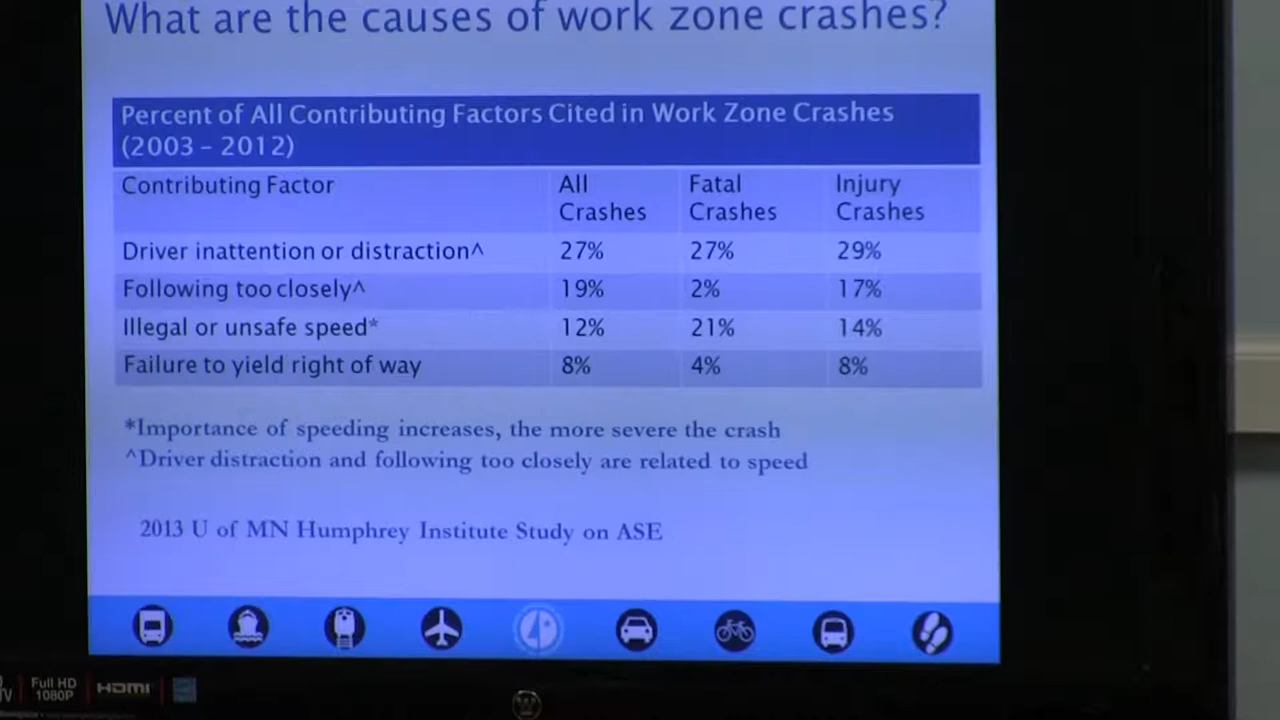 What are the causes of work zone crashes?
Percent of All Contributing Factors Cited in Work Zone Crashes
(2003 – 2012)
Contributing Factor All Crashes Fatal Crashes Injury Crashes
Driver inattention or distraction^ 27% 27% 29%
Following too closely^ 19% 2% 17%
Illegal or unsafe speed* 12% 21% 14%
Failure to yield right of way 8% 4% 8%
*Importance of speeding increases, the more severe the crash
^Driver distraction and following too closely are related to speed
2013 U of MN Humphrey Institute Study on ASE
TV
Full HD
1080P
HDMI